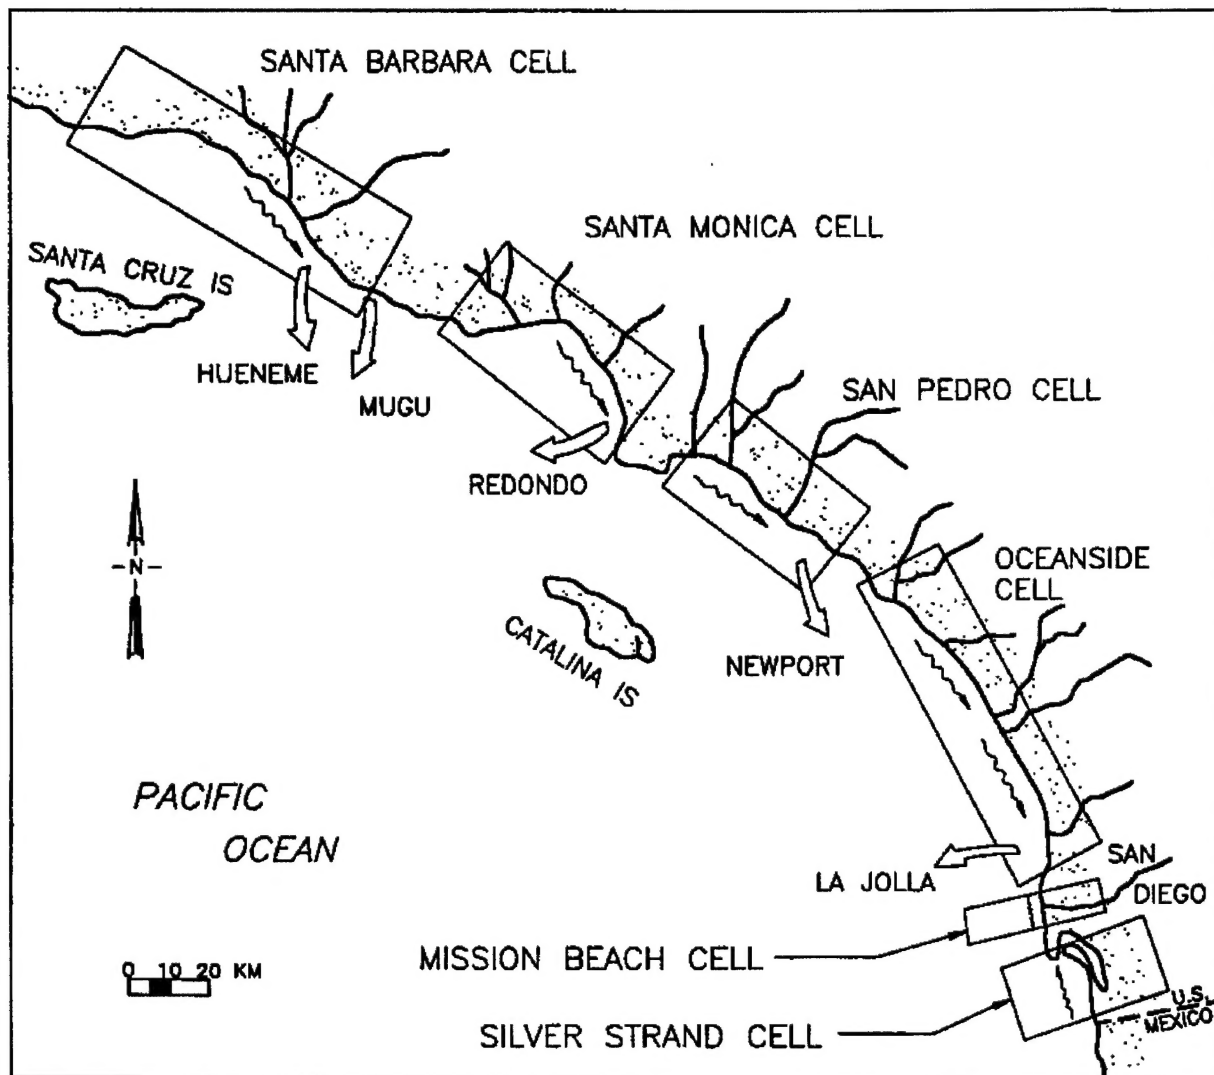 SANTA BARBARA CELL
SANTA MONICA CELL
SANTA CRUZ IS
HUENEME
MUGU
SAN PEDRO CELL
REDONDO
-N-
OCEANSIDE
CELL
CATALINA IS
NEWPORT
PACIFIC
OCEAN
LA JOLLA
SAN
DIEGO
MISSION BEACH CELL
0 10 20 KM
U.S.
MEXICO
SILVER STRAND CELL